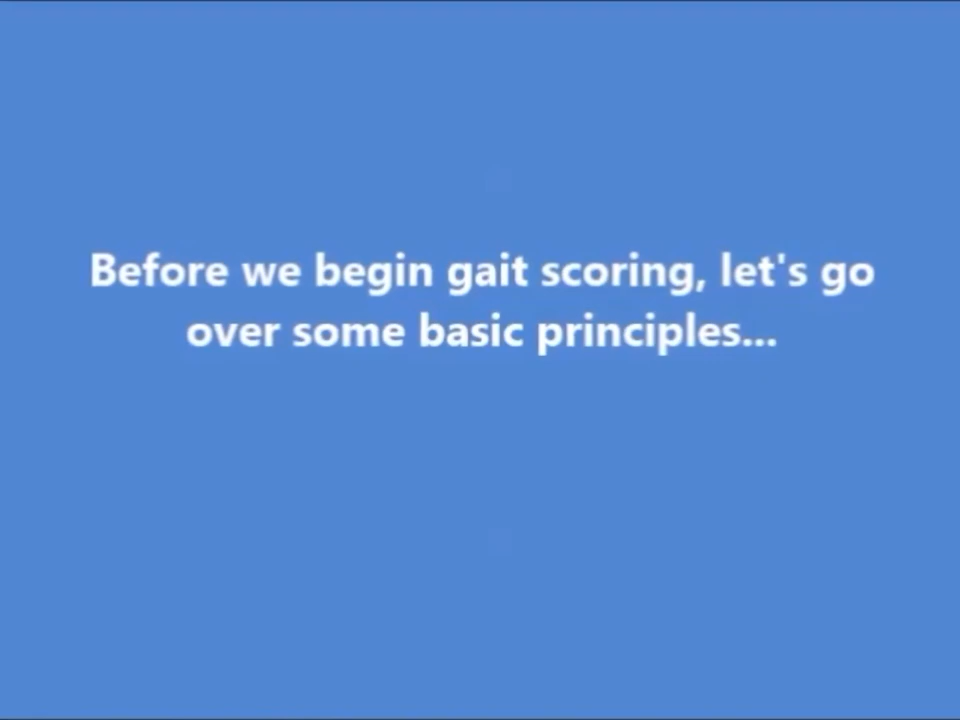 Before we begin gait scoring, let's go
over some basic principles...